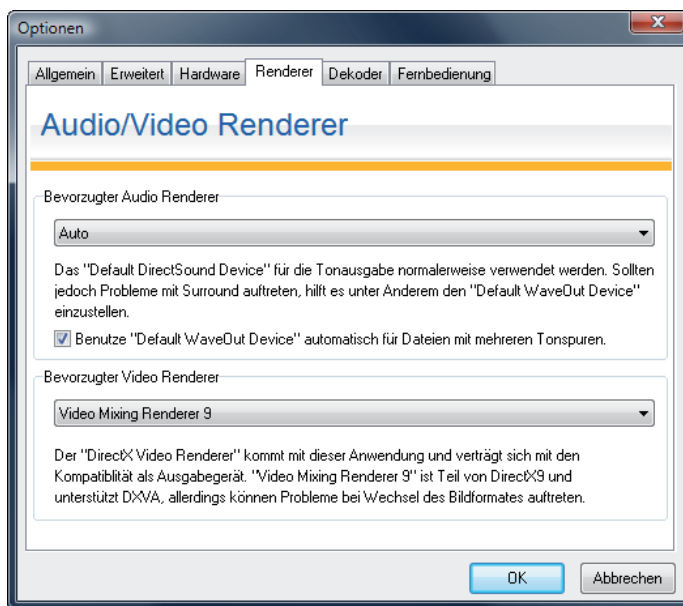 Optionen
Allgemein Erweitert Hardware Renderer Dekoder Fernbedienung
Audio/Video Renderer
Bevorzugter Audio Renderer
Auto
Das "Default DirectSound Device" für die Tonausgabe normalerweise verwendet werden. Sollten
jedoch Probleme mit Surround auftreten, hilft es unter Anderem den "Default WaveOut Device"
einzustellen.
Benutze "Default WaveOut Device" automatisch für Dateien mit mehreren Tonspuren.
Bevorzugter Video Renderer
Video Mixing Renderer 9
Der "DirectX Video Renderer" kommt mit dieser Anwendung und verträgt sich mit den
Kompatiblität als Ausgabegerät. "Video Mixing Renderer 9" ist Teil von DirectX9 und
unterstützt DXVA, allerdings können Probleme bei Wechsel des Bildformates auftreten.
OK Abbrechen